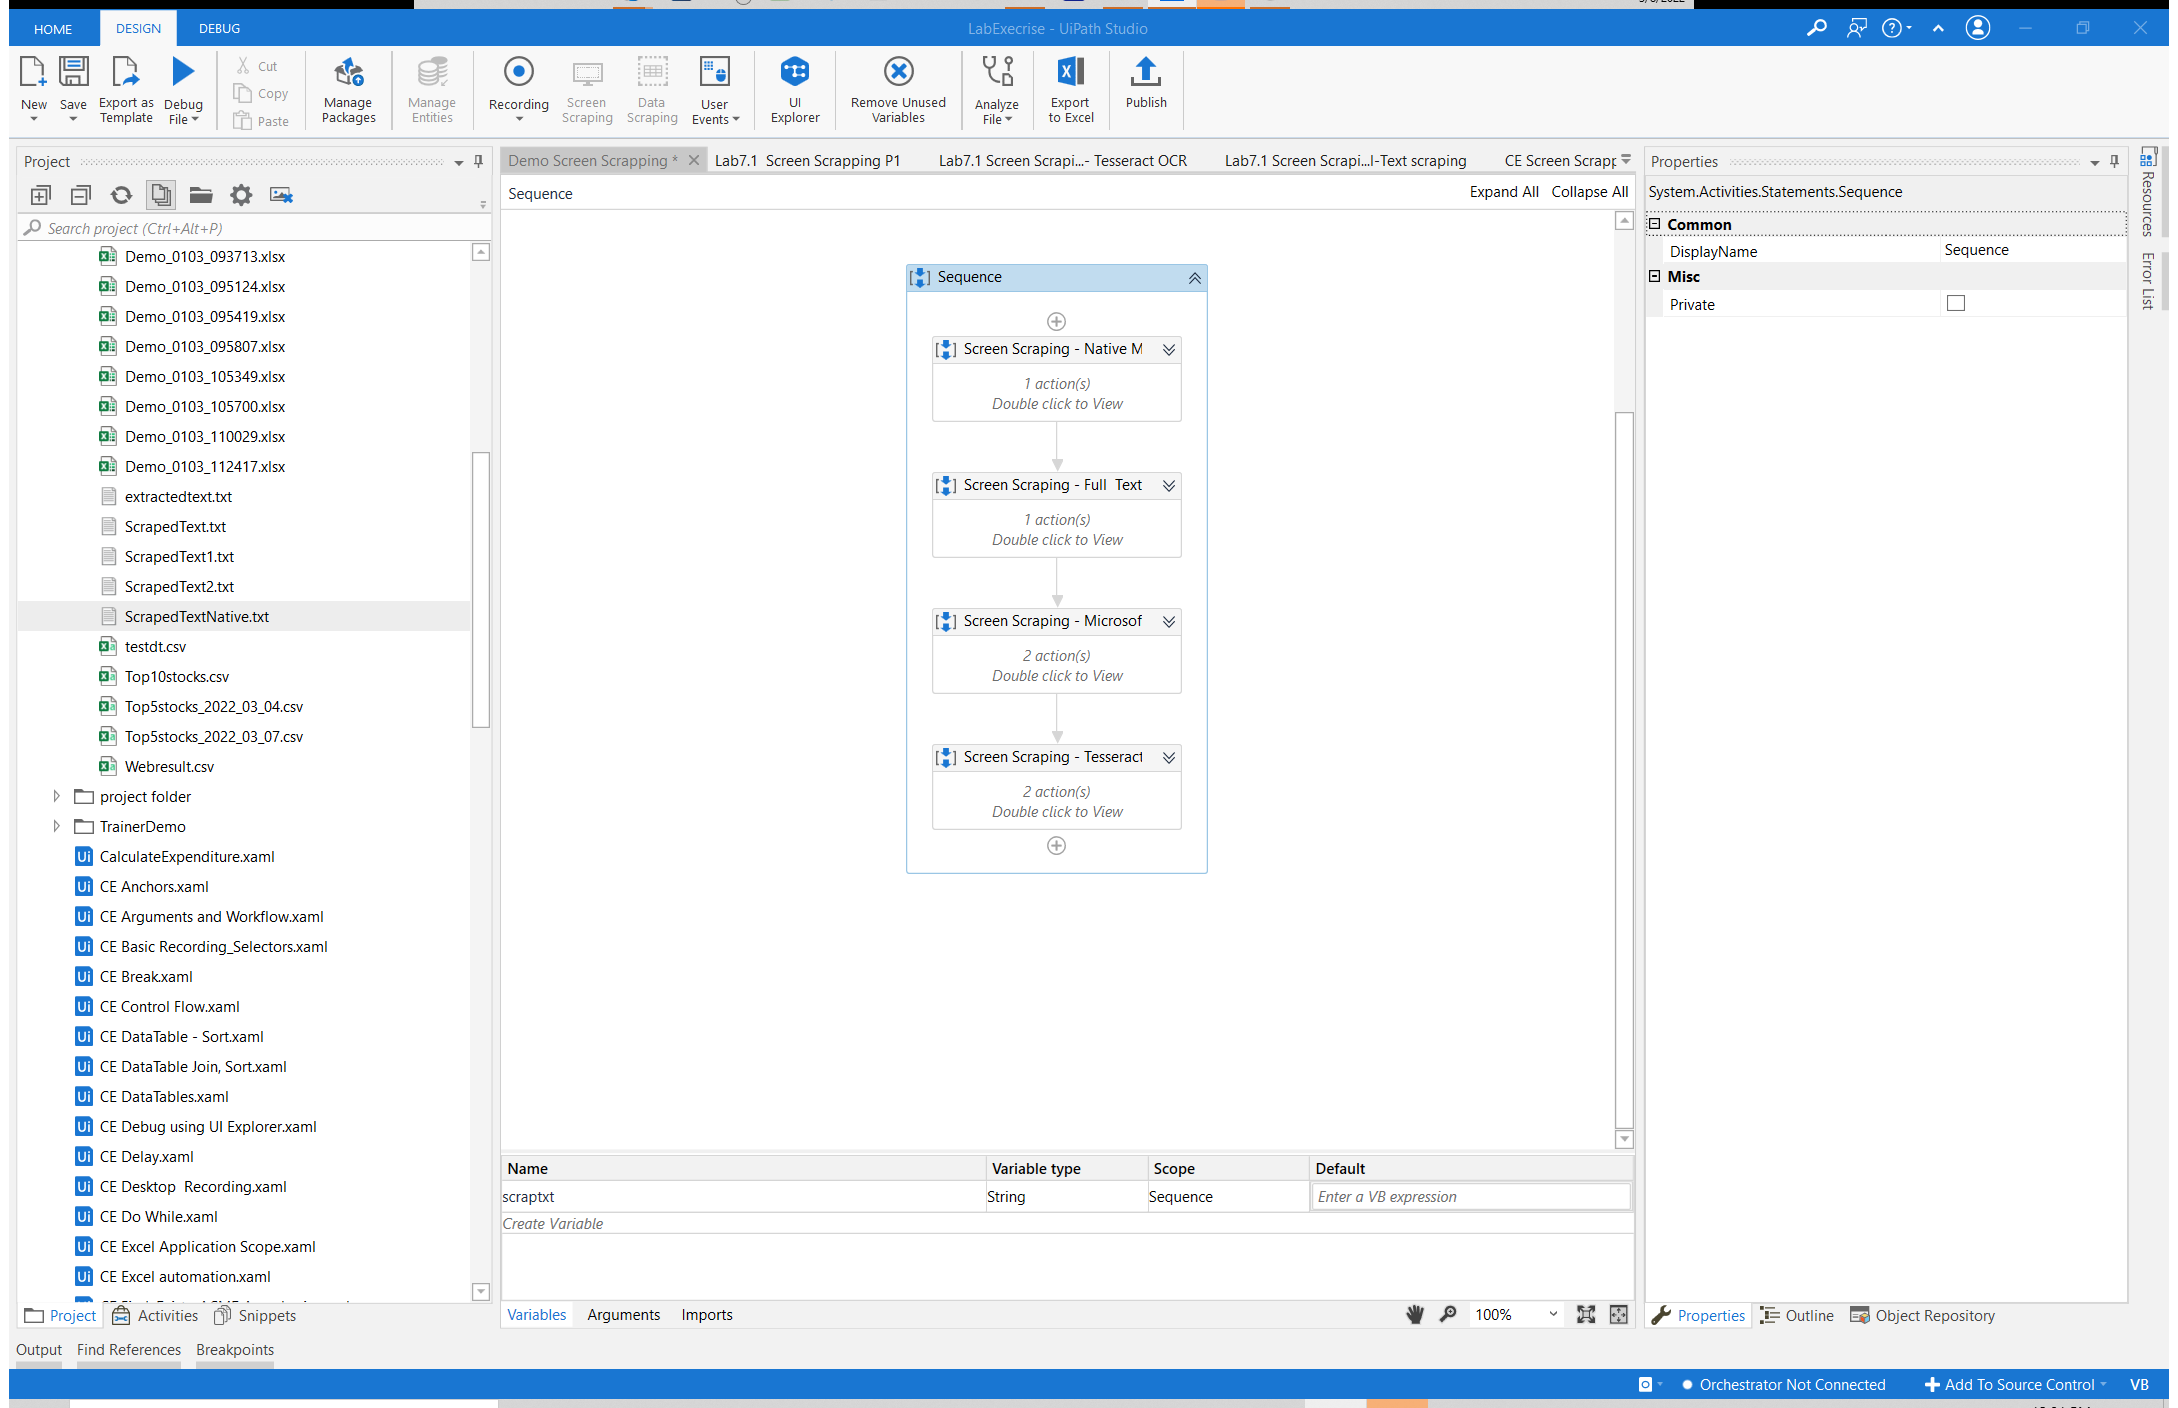 HOME
DESIGN
DEBUG
LabExecrise - UiPath Studio
New
Save
Export as
Template
Debug
File
Cut
Copy
Paste
Manage
Packages
Manage
Entities
Recording
Screen
Scraping
Data
Scraping
User
Events
UI
Explorer
Remove Unused
Variables
Analyze
File
Export
to Excel
Publish
Project
Search project (Ctrl+Alt+P)
Demo_0103_093713.xlsx
Demo_0103_095124.xlsx
Demo_0103_095419.xlsx
Demo_0103_095807.xlsx
Demo_0103_105349.xlsx
Demo_0103_105700.xlsx
Demo_0103_110029.xlsx
Demo_0103_112417.xlsx
extractedtext.txt
ScrapedText.txt
ScrapedText1.txt
ScrapedText2.txt
ScrapedTextNative.txt
testdt.csv
Top10stocks.csv
Top5stocks_2022_03_04.csv
Top5stocks_2022_03_07.csv
Webresult.csv
project folder
TrainerDemo
CalculateExpenditure.xaml
CE Anchors.xaml
CE Arguments and Workflow.xaml
CE Basic Recording_Selectors.xaml
CE Break.xaml
CE Control Flow.xaml
CE DataTable - Sort.xaml
CE DataTable Join, Sort.xaml
CE DataTables.xaml
CE Debug using UI Explorer.xaml
CE Delay.xaml
CE Desktop  Recording.xaml
CE Do While.xaml
CE Excel Application Scope.xaml
CE Excel automation.xaml
Project
Activities
Snippets
Output
Find References
Breakpoints
Demo Screen Scrapping *
Lab7.1  Screen Scrapping P1
Lab7.1 Screen Scrapi...- Tesseract OCR
Lab7.1 Screen Scrapi...l-Text scraping
CE Screen Scrapp
Sequence
Expand All
Collapse All
Sequence
Screen Scraping - Native M
1 action(s)
Double click to View
Screen Scraping - Full  Text
1 action(s)
Double click to View
Screen Scraping - Microsof
2 action(s)
Double click to View
Screen Scraping - Tesseract
2 action(s)
Double click to View
Name
Variable type
Scope
Default
scraptxt
String
Sequence
Enter a VB expression
Create Variable
Variables
Arguments
Imports
100%
Properties
System.Activities.Statements.Sequence
Common
DisplayName
Sequence
Misc
Private
Resources
Error List
Properties
Outline
Object Repository
Orchestrator Not Connected
Add To Source Control
VB